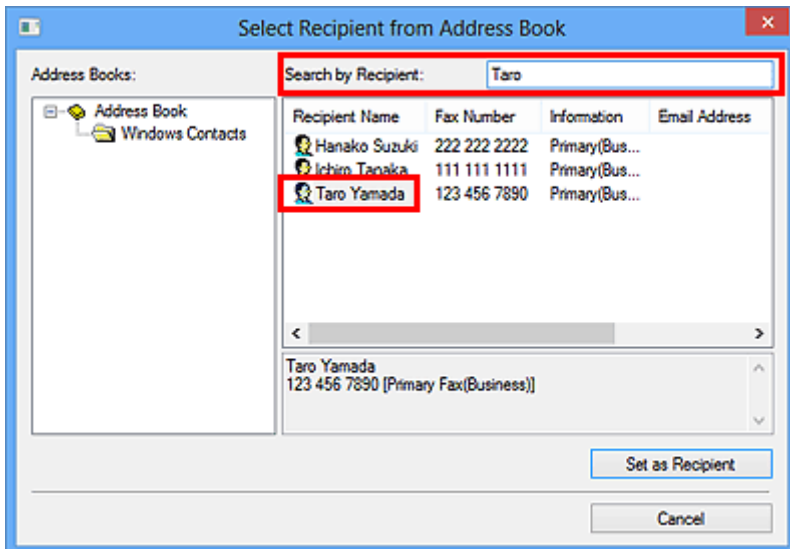 Select Recipient from Address Book
Address Books:
Search by Recipient: Taro
Address Book
Windows Contacts
Recipient Name Fax Number Information Email Address
Hanako Suzuki 222 222 2222 Primary(Bus...
Ichiro Tanaka 111 111 1111 Primary(Bus...
Taro Yamada 123 456 7890 Primary(Bus...
Taro Yamada
123 456 7890 [Primary Fax(Business)]
Set as Recipient
Cancel